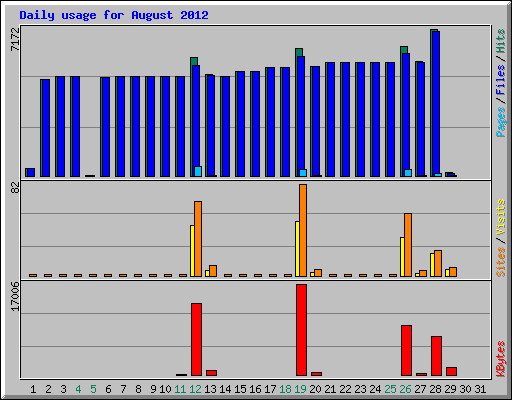 Daily usage for August 2012
7172
Pages / Files / Hits
82
Sites / Visits
17006
KBytes
1 2 3 4 5 6 7 8 9 10 11 12 13 14 15 16 17 18 19 20 21 22 23 24 25 26 27 28 29 30 31